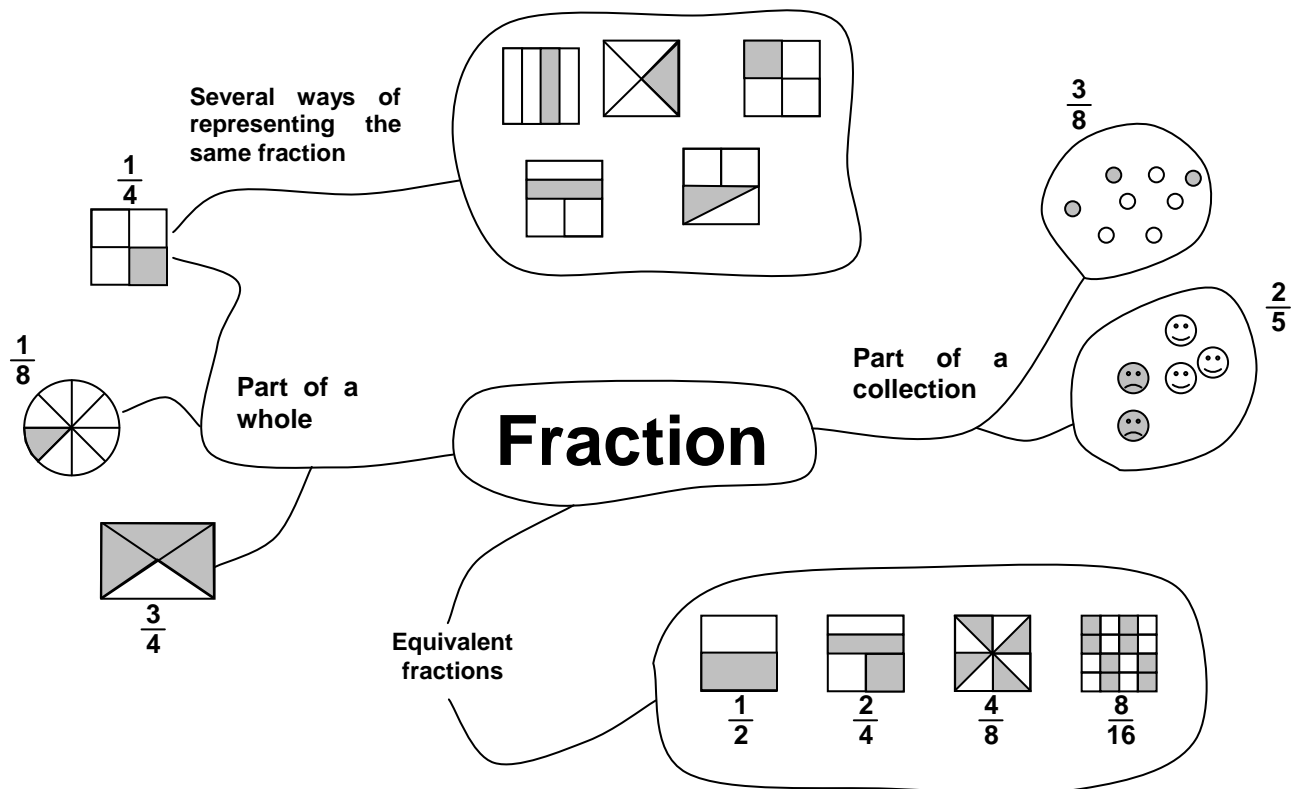 Several ways of
representing the
same fraction
1
4
3
8
1
8
2
5
Part of a
whole
Part of a
collection
Fraction
3
4
Equivalent
fractions
1
2
2
4
4
8
8
16